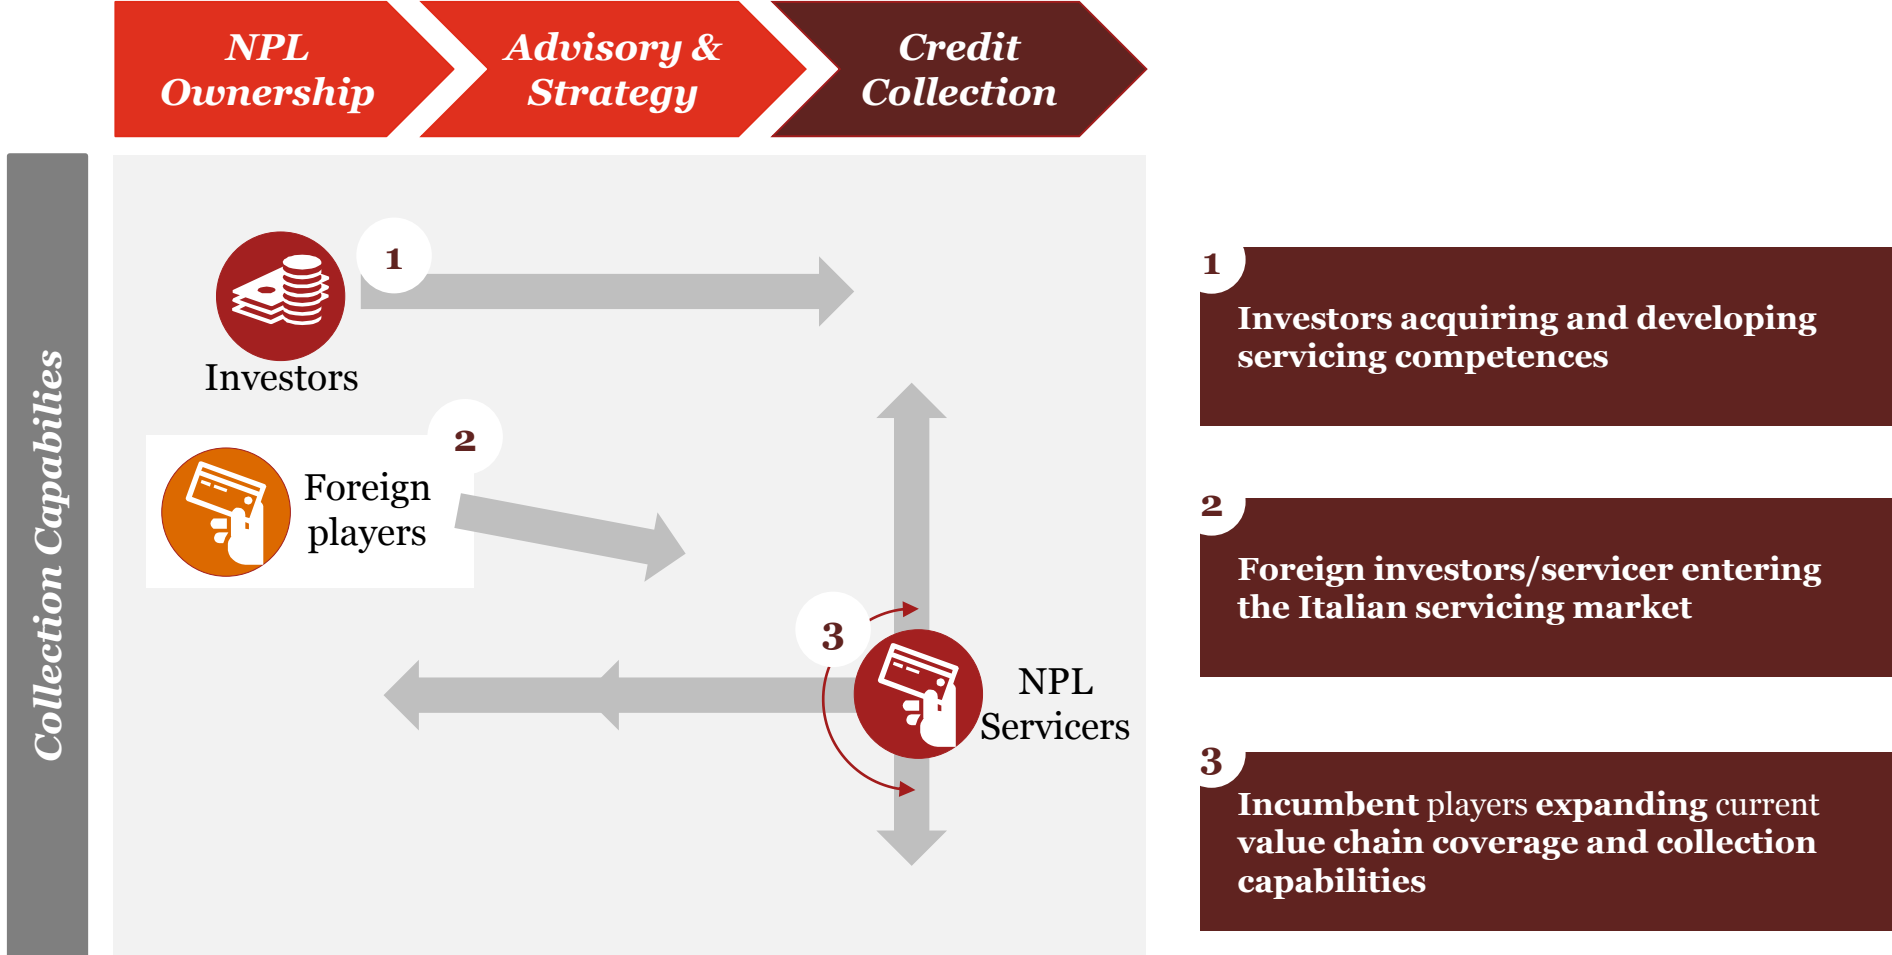 NPL
Ownership
Advisory &
Strategy
Credit
Collection
Collection Capabilies
1
Investors
2
Foreign
players
3
NPL
Servicers
1
Investors acquiring and developing
servicing competences
2
Foreign investors/servicer entering
the Italian servicing market
3
Incumbent players expanding current
value chain coverage and collection
capabilities